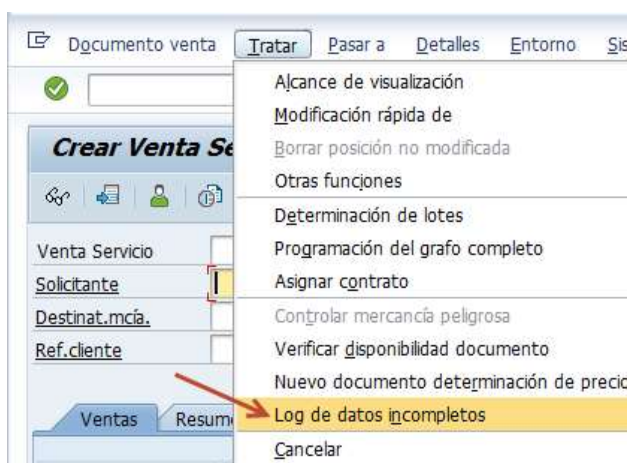 Documento venta Tratar Pasar a Detalles Entorno Sis
Alcance de visualización
Modificación rápida de
Borrar posición no modificada
Otras funciones
Determinación de lotes
Programación del grafo completo
Asignar contrato
Controlar mercancía peligrosa
Verificar disponibilidad documento
Nuevo documento determinación de precio
Log de datos incompletos
Cancelar
Crear Venta Se
Venta Servicio
Solicitante
Destinat.mcía.
Ref.cliente
Ventas Resum